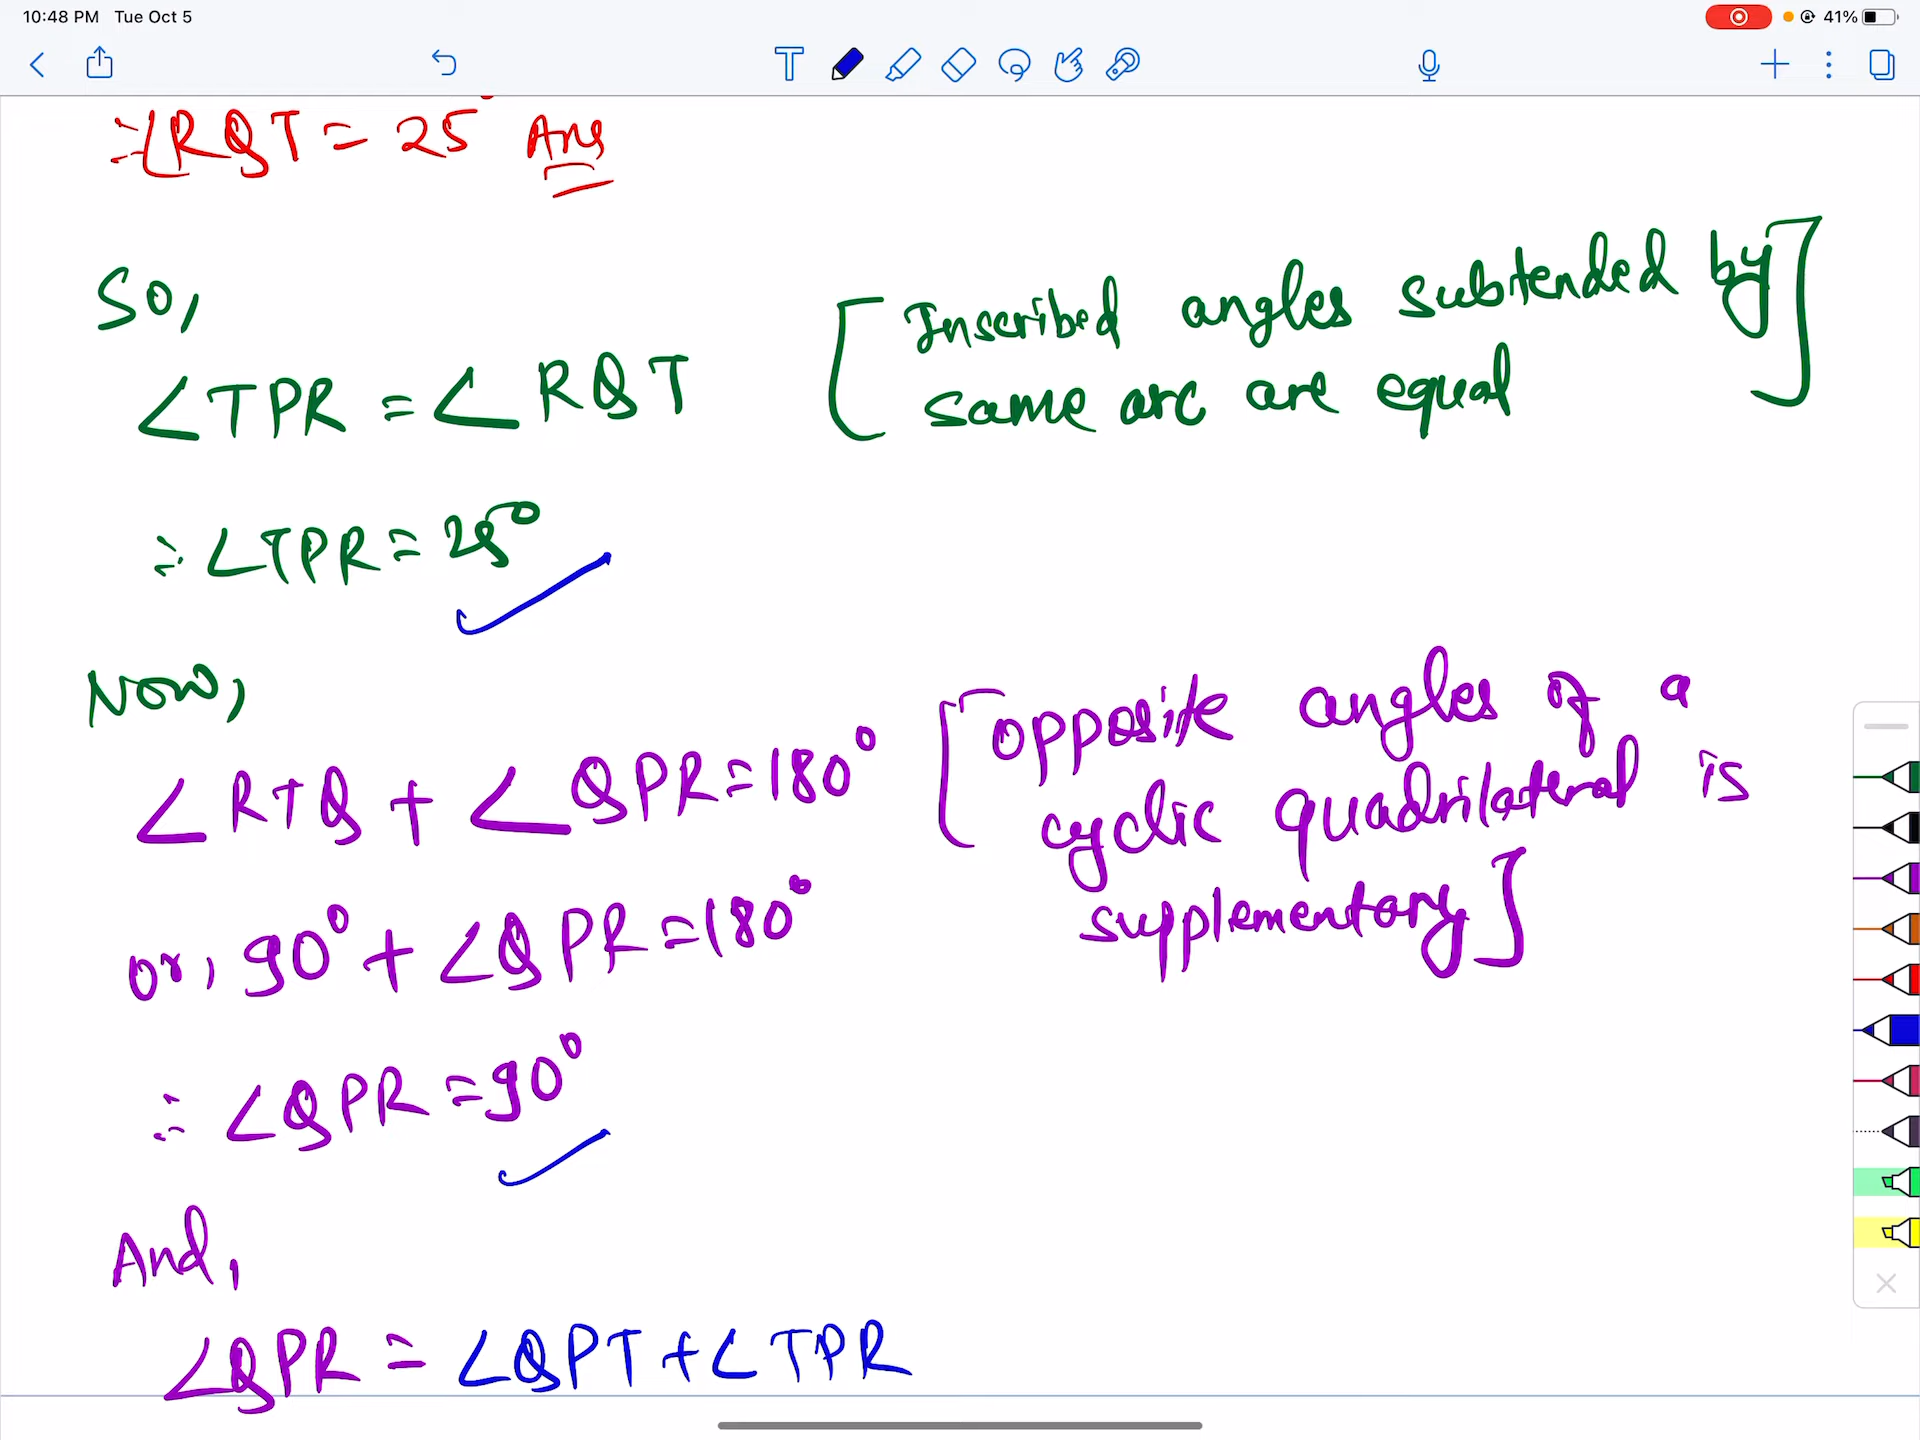 10:48 PM Tue Oct 5
41%
∴∠RQT = 25° Ans
So,
∠TPR = ∠RQT [Inscribed angles subtended by
same arc are equal]
∴ ∠TPR = 25°
Now,
∠RTQ + ∠QPR = 180° [opposite angles of a
cyclic quadrilateral is
supplementary]
or, 90° + ∠QPR = 180°
∴ ∠QPR = 90°
And,
∠QPR = ∠QPT + ∠TPR